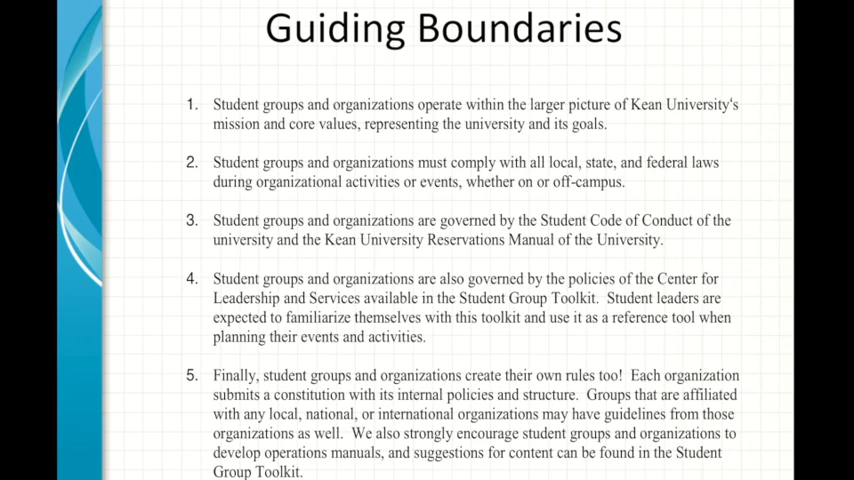 Guiding Boundaries
1. Student groups and organizations operate within the larger picture of Kean University's
mission and core values, representing the university and its goals.
2. Student groups and organizations must comply with all local, state, and federal laws
during organizational activities or events, whether on or off-campus.
3. Student groups and organizations are governed by the Student Code of Conduct of the
university and the Kean University Reservations Manual of the University.
4. Student groups and organizations are also governed by the policies of the Center for
Leadership and Services available in the Student Group Toolkit.  Student leaders are
expected to familiarize themselves with this toolkit and use it as a reference tool when
planning their events and activities.
5. Finally, student groups and organizations create their own rules too!  Each organization
submits a constitution with its internal policies and structure.  Groups that are affiliated
with any local, national, or international organizations may have guidelines from those
organizations as well.  We also strongly encourage student groups and organizations to
develop operations manuals, and suggestions for content can be found in the Student
Group Toolkit.